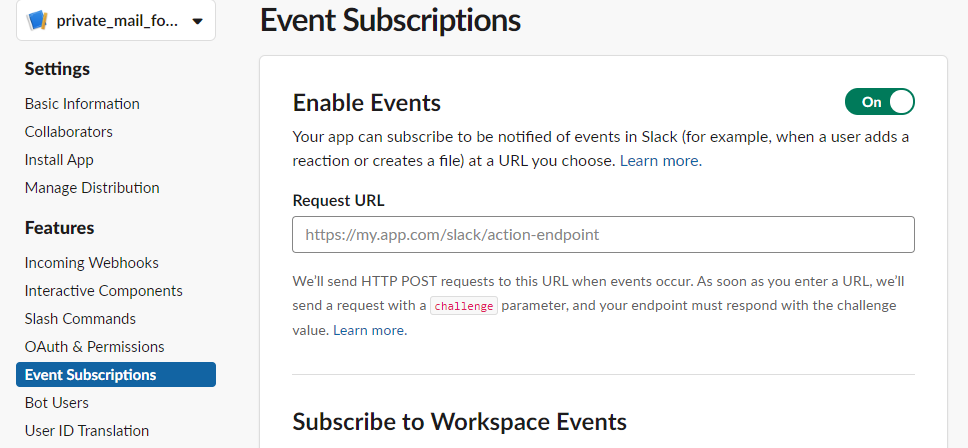 private_mail_fo...
Event Subscriptions
Settings
Basic Information
Collaborators
Install App
Manage Distribution
Features
Incoming Webhooks
Interactive Components
Slash Commands
OAuth & Permissions
Event Subscriptions
Bot Users
User ID Translation
Enable Events
On
Your app can subscribe to be notified of events in Slack (for example, when a user adds a
reaction or creates a file) at a URL you choose. Learn more.
Request URL
https://my.app.com/slack/action-endpoint
We'll send HTTP POST requests to this URL when events occur. As soon as you enter a URL, we'll
send a request with a challenge parameter, and your endpoint must respond with the challenge
value. Learn more.
Subscribe to Workspace Events